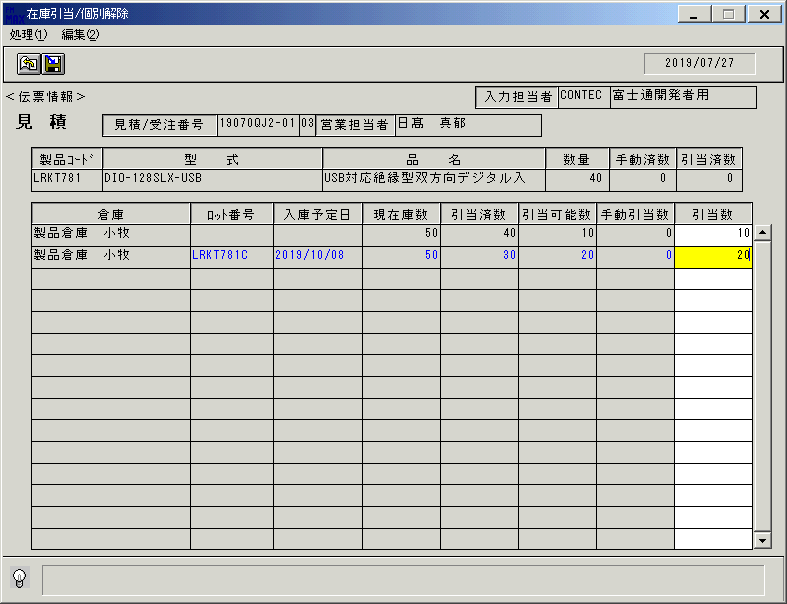 在庫引当/個別解除
処理(1) 編集(2)
2019/07/27
<伝票情報> 入力担当者 CONTEC 富士通開発者用
見 積 見積/受注番号 19070QJ2-01 03 営業担当者 日髙 真郁
製品ｺｰﾄﾞ 型 式 品 名 数量 手動済数 引当済数
LRKT781 DIO-128SLX-USB USB対応絶縁型双方向デジタル入 40 0 0
倉庫 ﾛｯﾄ番号 入庫予定日 現在庫数 引当済数 引当可能数 手動引当数 引当数
製品倉庫 小牧 50 40 10 0 10
製品倉庫 小牧 LRKT781C 2019/10/08 50 30 20 0 20